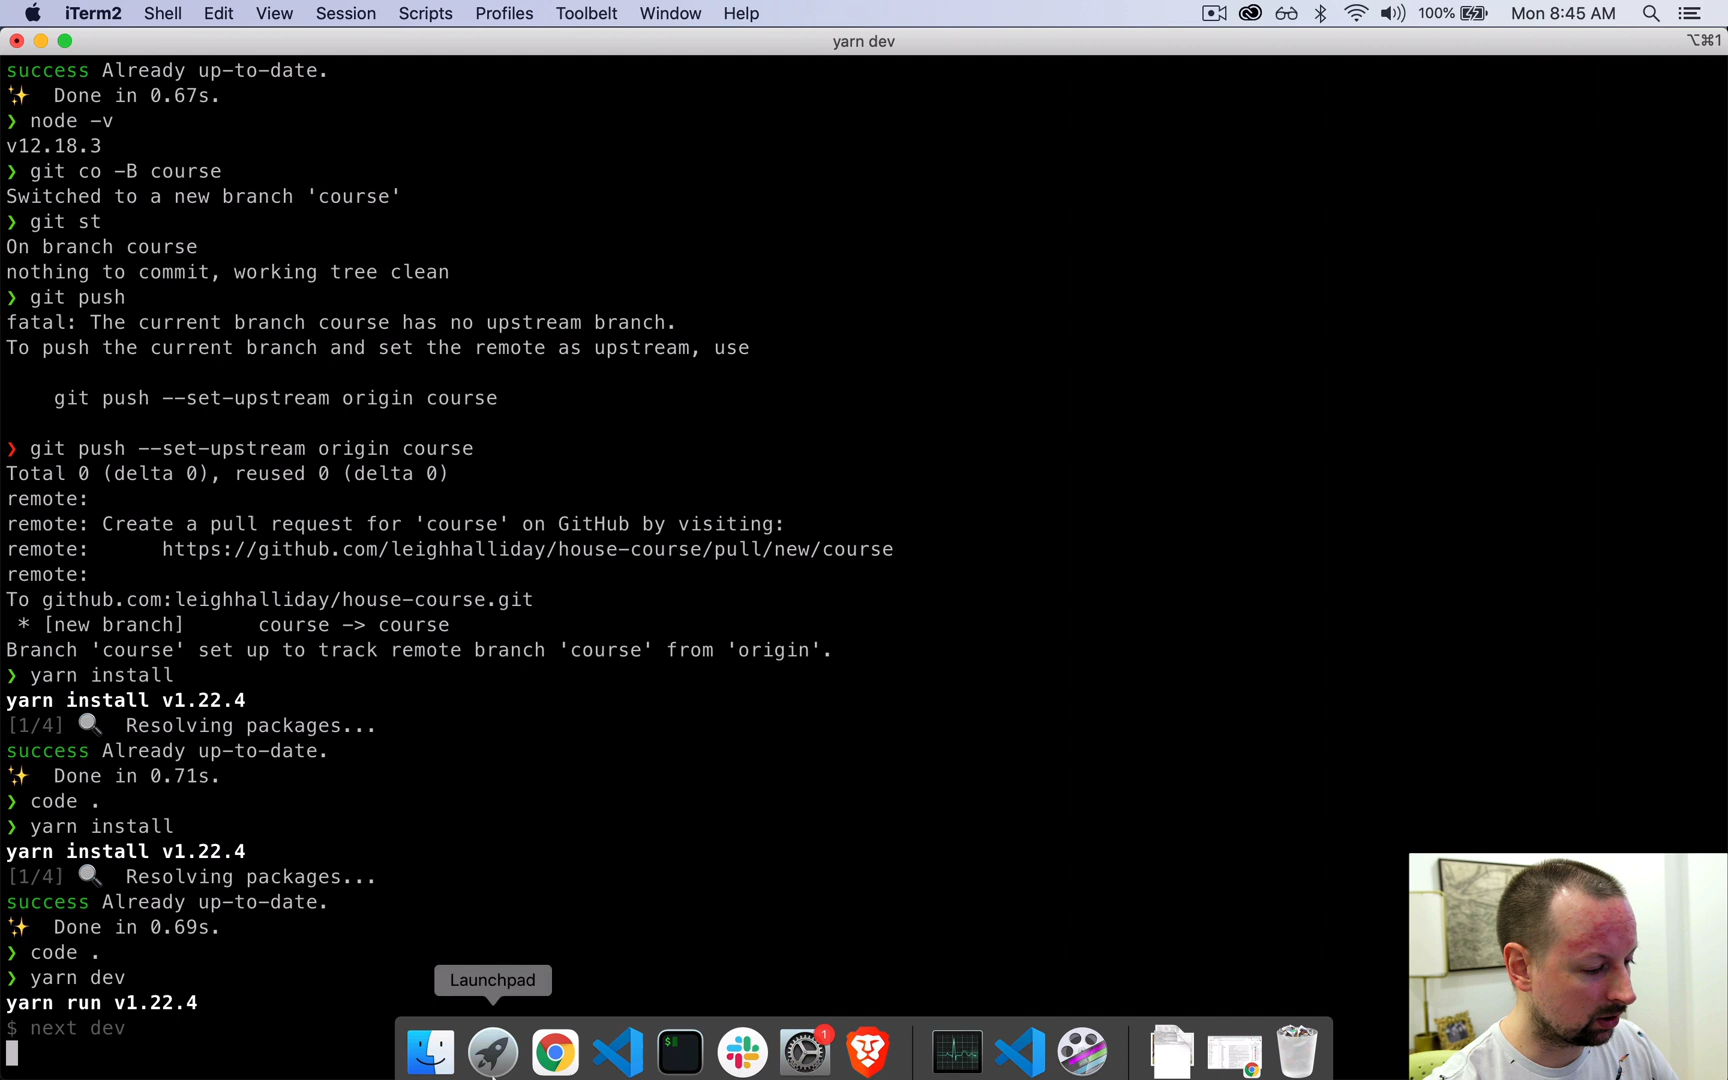 iTerm2 Shell Edit View Session Scripts Profiles Toolbelt Window Help 100% Mon 8:45 AM
yarn dev ⌥⌘1
success Already up-to-date.
✨ Done in 0.67s.
❯ node -v
v12.18.3
❯ git co -B course
Switched to a new branch 'course'
❯ git st
On branch course
nothing to commit, working tree clean
❯ git push
fatal: The current branch course has no upstream branch.
To push the current branch and set the remote as upstream, use
git push --set-upstream origin course
❯ git push --set-upstream origin course
Total 0 (delta 0), reused 0 (delta 0)
remote:
remote: Create a pull request for 'course' on GitHub by visiting:
remote: https://github.com/leighhalliday/house-course/pull/new/course
remote:
To github.com:leighhalliday/house-course.git
* [new branch] course -> course
Branch 'course' set up to track remote branch 'course' from 'origin'.
❯ yarn install
yarn install v1.22.4
[1/4] 🔍 Resolving packages...
success Already up-to-date.
✨ Done in 0.71s.
❯ code .
❯ yarn install
yarn install v1.22.4
[1/4] 🔍 Resolving packages...
success Already up-to-date.
✨ Done in 0.69s.
❯ code .
❯ yarn dev
yarn run v1.22.4
$ next dev
Launchpad
1